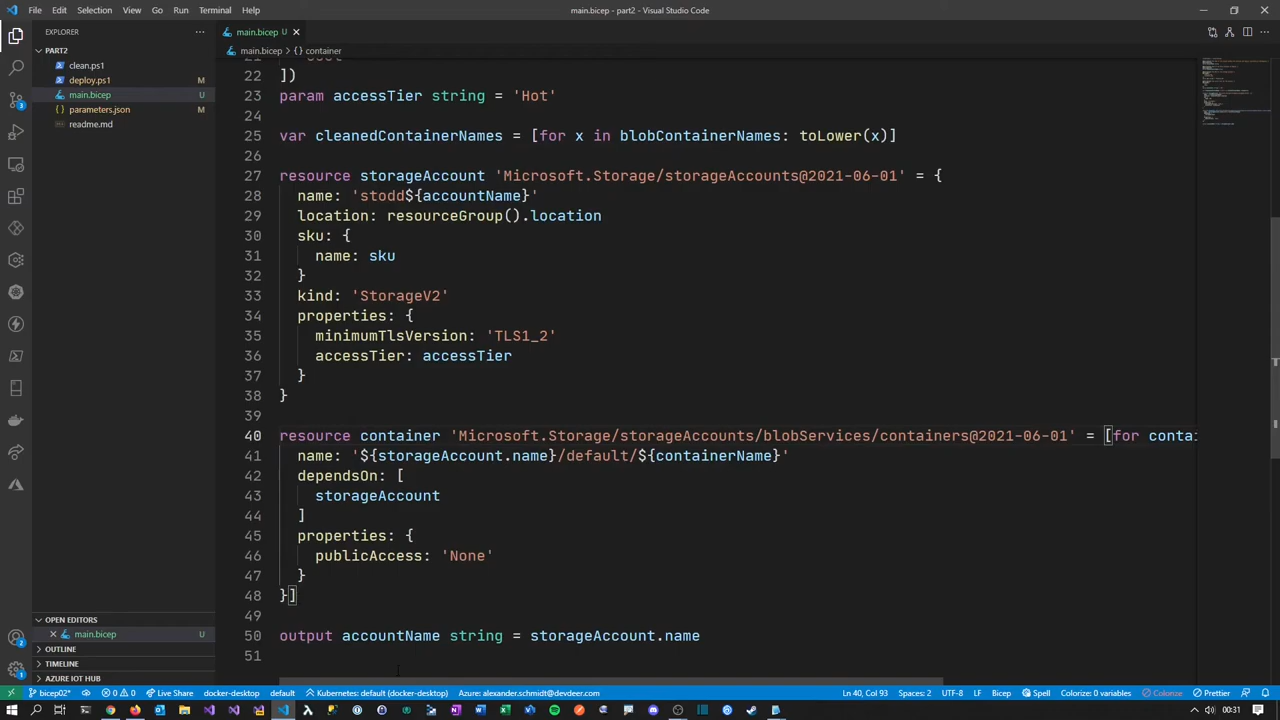 File Edit Selection View Go Run Terminal Help
main.bicep - part2 - Visual Studio Code
EXPLORER
PART2
clean.ps1
deploy.ps1 M
main.bicep U
parameters.json M
readme.md
OPEN EDITORS
main.bicep U
OUTLINE
TIMELINE
AZURE IOT HUB
main.bicep U
main.bicep > {} container
22 ])
23 param accessTier string = 'Hot'
24
25 var cleanedContainerNames = [for x in blobContainerNames: toLower(x)]
26
27 resource storageAccount 'Microsoft.Storage/storageAccounts@2021-06-01' = {
28 name: 'stodd${accountName}'
29 location: resourceGroup().location
30 sku: {
31 name: sku
32 }
33 kind: 'StorageV2'
34 properties: {
35 minimumTlsVersion: 'TLS1_2'
36 accessTier: accessTier
37 }
38 }
39
40 resource container 'Microsoft.Storage/storageAccounts/blobServices/containers@2021-06-01' = [for contai
41 name: '${storageAccount.name}/default/${containerName}'
42 dependsOn: [
43 storageAccount
44 ]
45 properties: {
46 publicAccess: 'None'
47 }
48 }]
49
50 output accountName string = storageAccount.name
51
bicep02* 0 0 Live Share docker-desktop default Kubernetes: default (docker-desktop) Azure: alexander.schmidt@devdeer.com Ln 40, Col 93 Spaces: 2 UTF-8 LF Bicep Spell Colorize: 0 variables Colorize Prettier
00:31